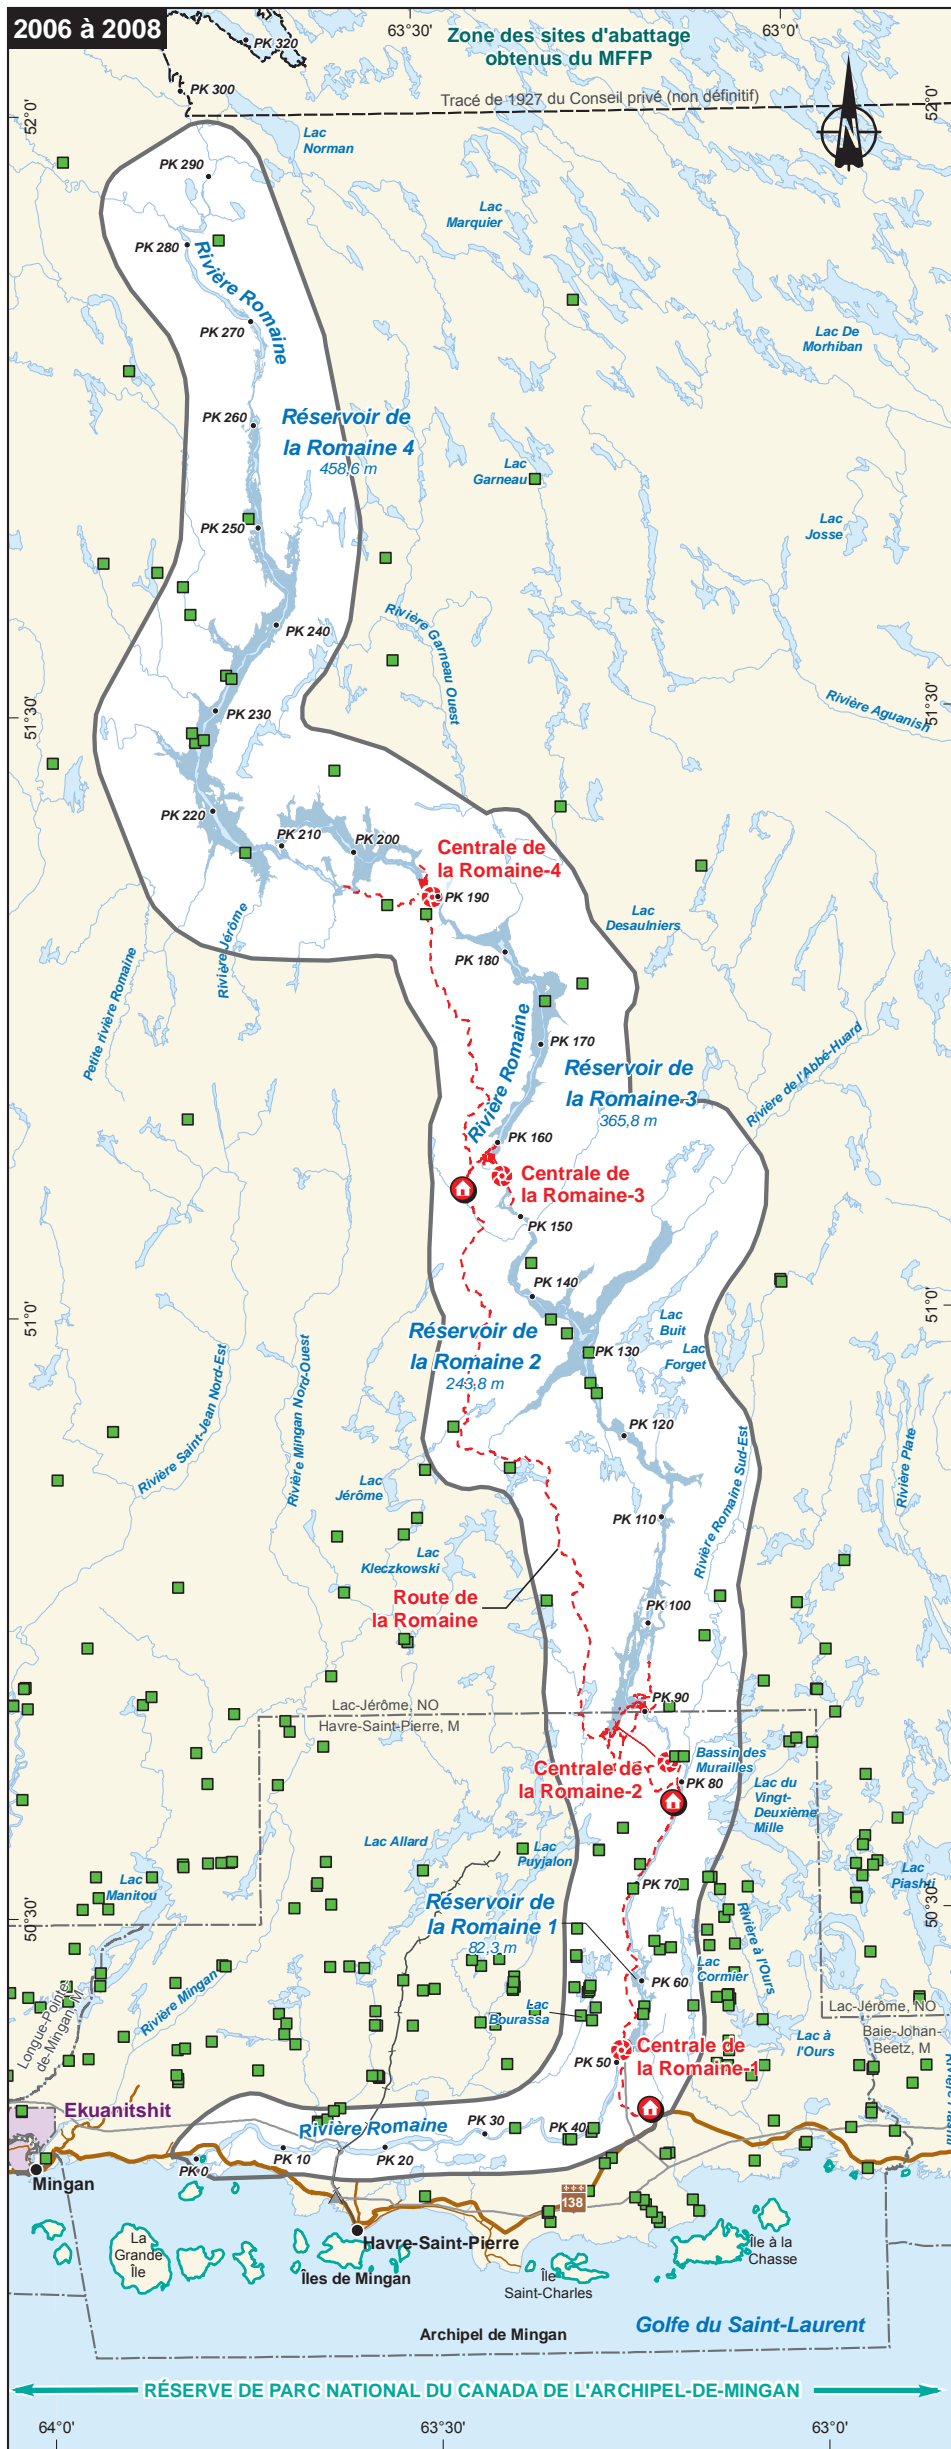 2006 à 2008
63°30'
63°0'
PK 320
Zone des sites d'abattage
obtenus du MFFP
PK 300
Tracé de 1927 du Conseil privé (non définitif)
52°0'
52°0'
N
Lac
Norman
PK 290
Lac
Marquier
PK 280
Rivière Romaine
PK 270
Lac De
Morhiban
PK 260
Réservoir de
la Romaine 4
458,6 m
Lac
Garneau
PK 250
Lac
Josse
PK 240
Rivière Garneau Ouest
51°30'
51°30'
PK 230
Rivière Aguanish
PK 220
PK 210
PK 200
Centrale de
la Romaine-4
PK 190
Lac
Desaulniers
PK 180
Petite rivière Romaine
Rivière Jérôme
Rivière Romaine
PK 170
Réservoir de
la Romaine 3
365,8 m
Rivière de l'Abbé-Huard
PK 160
Centrale de
la Romaine-3
PK 150
PK 140
51°0'
51°0'
Lac
Buit
Réservoir de
la Romaine 2
243,8 m
PK 130
Lac
Forget
Rivière Saint-Jean Nord-Est
Rivière Mingan Nord-Ouest
PK 120
Rivière Romaine Sud-Est
Rivière Plate
Lac
Jérôme
PK 110
Lac
Kleczkowski
Route de
la Romaine
PK 100
Lac-Jérôme, NO
Havre-Saint-Pierre, M
PK 90
Centrale de
la Romaine-2
Bassin des
Murailles
PK 80
Lac du
Vingt-
Deuxième
Mille
Lac Allard
Lac
Puyjalon
Lac
Manitou
Lac
Piashti
PK 70
50°30'
50°30'
Réservoir de
la Romaine 1
82,3 m
Rivière à l'Ours
Lac
Cormier
PK 60
Longue-Pointe-
de-Mingan, M
Rivière Mingan
Lac
Bourassa
Lac-Jérôme, NO
Baie-Johan-
Beetz, M
Lac à
l'Ours
PK 50
Centrale de
la Romaine-1
Ekuanitshit
Rivière Romaine
PK 30
PK 40
PK 0
PK 10
PK 20
Mingan
138
Havre-Saint-Pierre
La
Grande
Île
Îles de Mingan
Île
Saint-Charles
Île à la
Chasse
Archipel de Mingan
Golfe du Saint-Laurent
RÉSERVE DE PARC NATIONAL DU CANADA DE L'ARCHIPEL-DE-MINGAN
64°0'
63°30'
63°0'